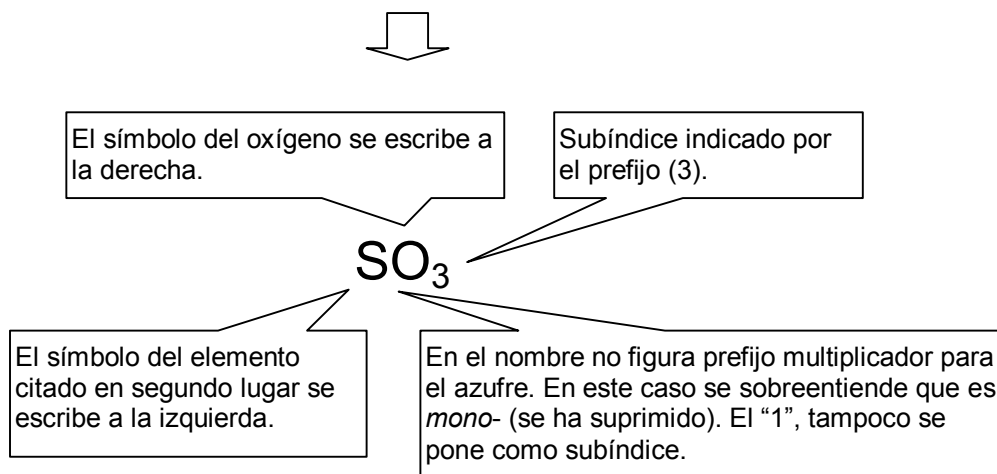 El símbolo del oxígeno se escribe a
la derecha.
Subíndice indicado por
el prefijo (3).
SO₃
El símbolo del elemento
citado en segundo lugar se
escribe a la izquierda.
En el nombre no figura prefijo multiplicador para
el azufre. En este caso se sobreentiende que es
mono- (se ha suprimido). El “1”, tampoco se
pone como subíndice.